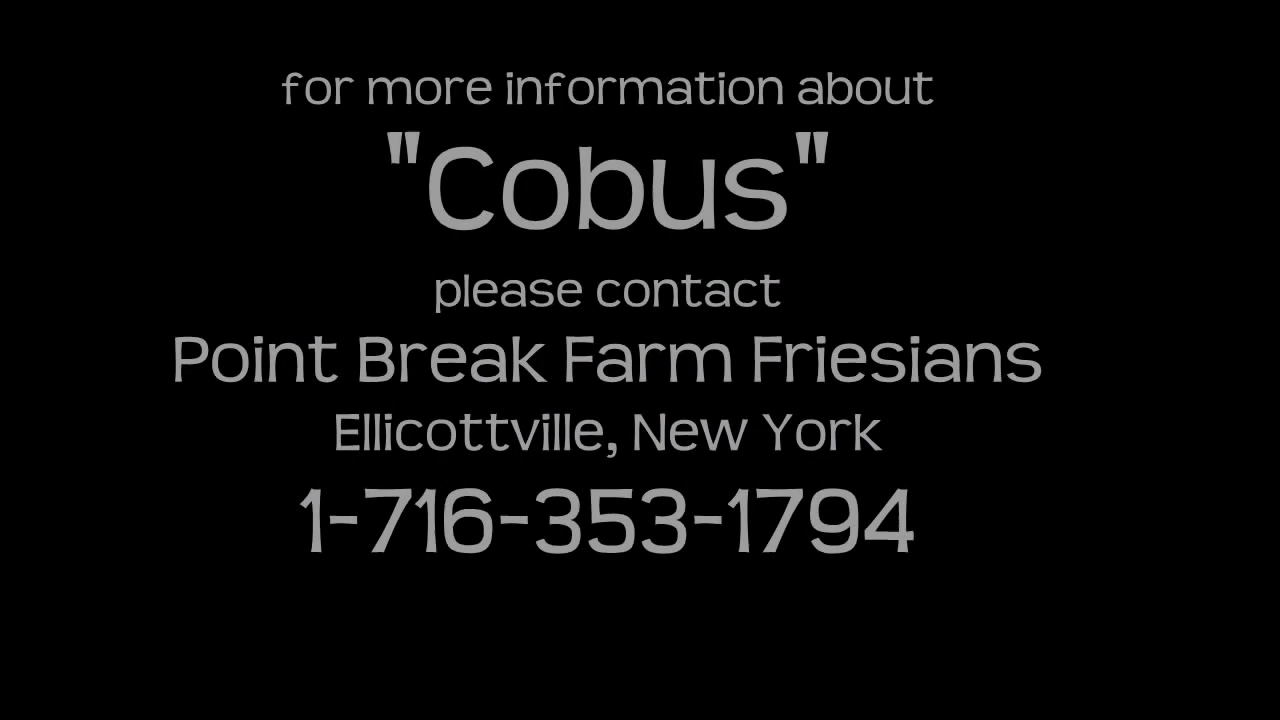 for more information about
"Cobus"
please contact
Point Break Farm Friesians
Ellicottville, New York
1-716-353-1794